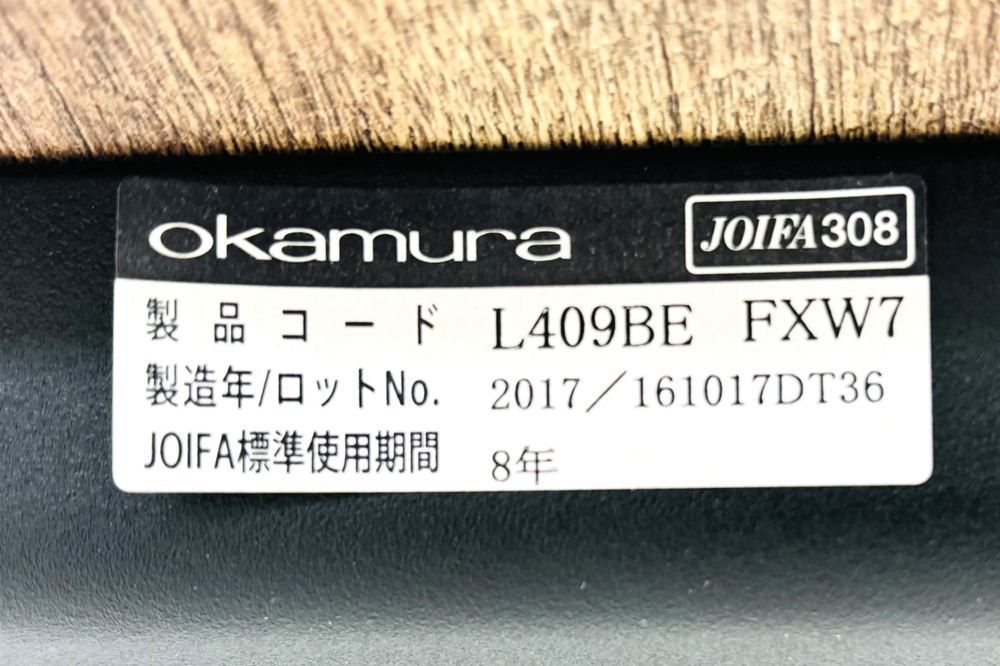 okamura JOIFA308
製品コード L409BE FXW7
製造年/ロットNo. 2017/161017DT36
JOIFA標準使用期間 8年